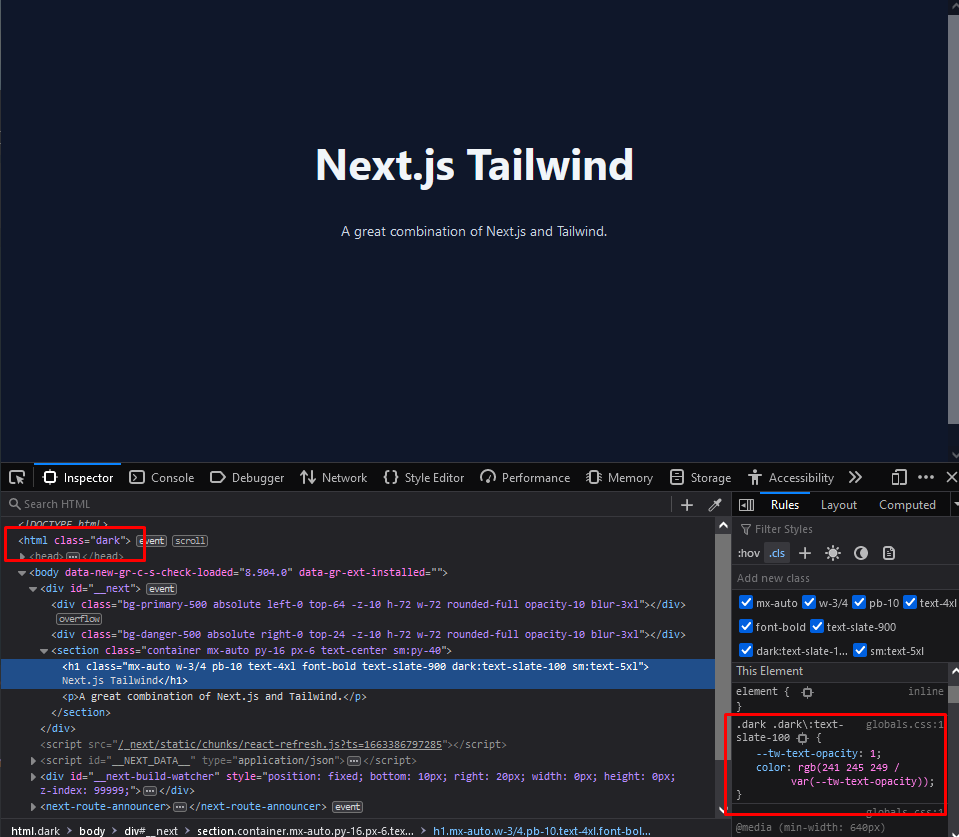 Next.js Tailwind
A great combination of Next.js and Tailwind.
Inspector Console Debugger Network Style Editor Performance Memory Storage Accessibility
Search HTML
Rules Layout Computed
<!DOCTYPE html>
<html class="dark"> event scroll
<head> </head>
<body data-new-gr-c-s-check-loaded="8.904.0" data-gr-ext-installed="">
<div id="__next"> event
<div class="bg-primary-500 absolute left-0 top-64 -z-10 h-72 w-72 rounded-full opacity-10 blur-3xl"></div>
overflow
<div class="bg-danger-500 absolute right-0 top-24 -z-10 h-72 w-72 rounded-full opacity-10 blur-3xl"></div>
<section class="container mx-auto py-16 px-6 text-center sm:py-40">
<h1 class="mx-auto w-3/4 pb-10 text-4xl font-bold text-slate-900 dark:text-slate-100 sm:text-5xl">
Next.js Tailwind</h1>
<p>A great combination of Next.js and Tailwind.</p>
</section>
</div>
<script src="/_next/static/chunks/react-refresh.js?ts=1663386797285"></script>
<script id="__NEXT_DATA__" type="application/json"> </script>
<div id="__next-build-watcher" style="position: fixed; bottom: 10px; right: 20px; width: 0px; height: 0px;
z-index: 99999;"> </div>
<next-route-announcer> </next-route-announcer> event
html.dark body div#__next section.container.mx-auto.py-16.px-6.tex... h1.mx-auto.w-3/4.pb-10.text-4xl.font-bol...
Filter Styles
:hov .cls
Add new class
mx-auto w-3/4 pb-10 text-4xl
font-bold text-slate-900
dark:text-slate-1... sm:text-5xl
This Element
element { inline
}
.dark .dark\:text- globals.css:1
slate-100 {
--tw-text-opacity: 1;
color: rgb(241 245 249 /
var(--tw-text-opacity));
}
globals.css:1
@media (min-width: 640px)